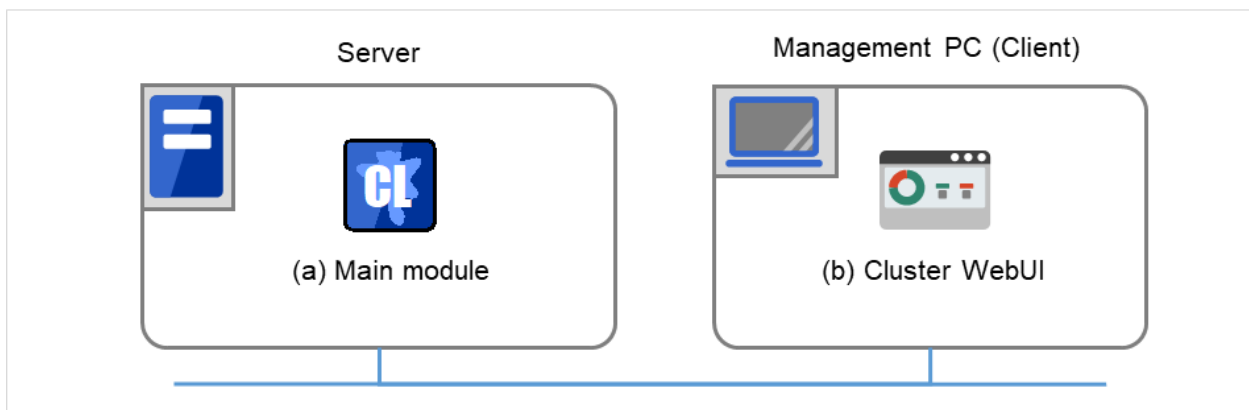 Server
Management PC (Client)
CL
(a) Main module
(b) Cluster WebUI